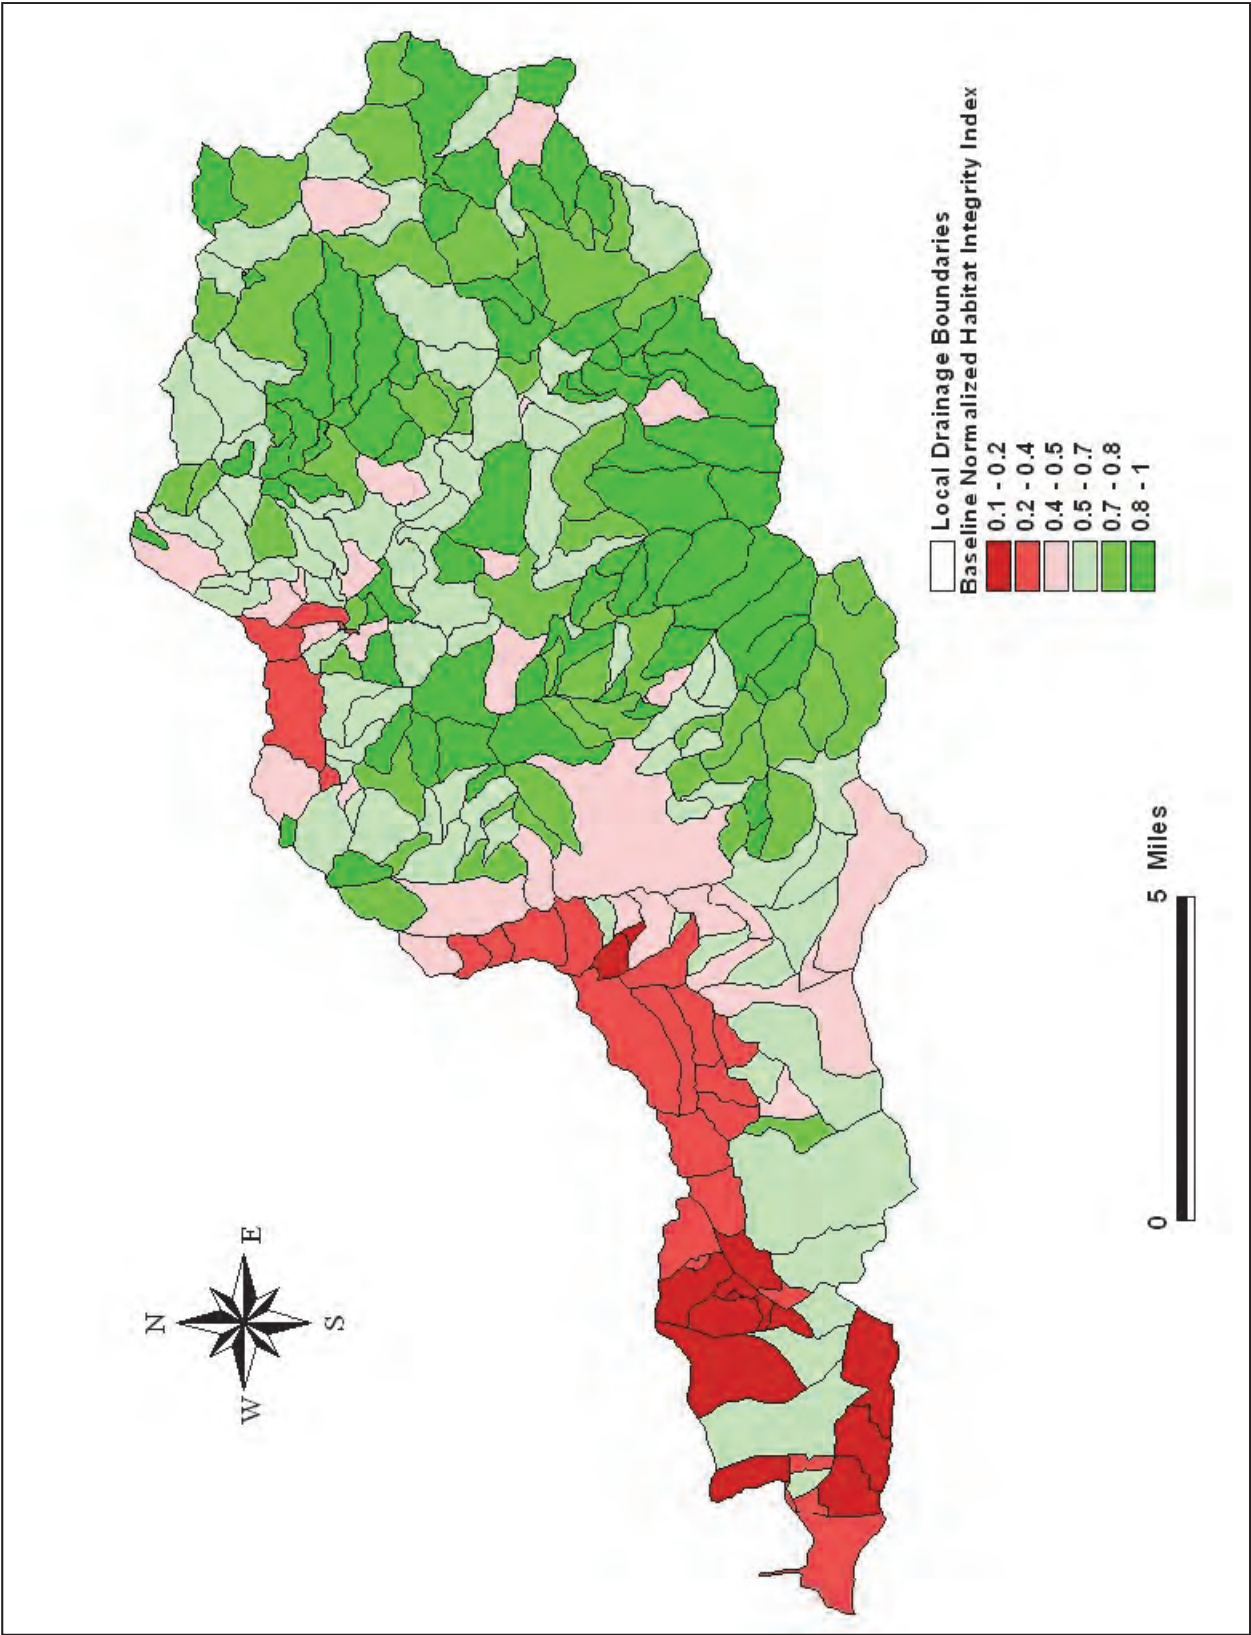 N
W
E
S
Local Drainage Boundaries
Baseline Normalized Habitat Integrity Index
0.1 - 0.2
0.2 - 0.4
0.4 - 0.5
0.5 - 0.7
0.7 - 0.8
0.8 - 1
0 5 Miles